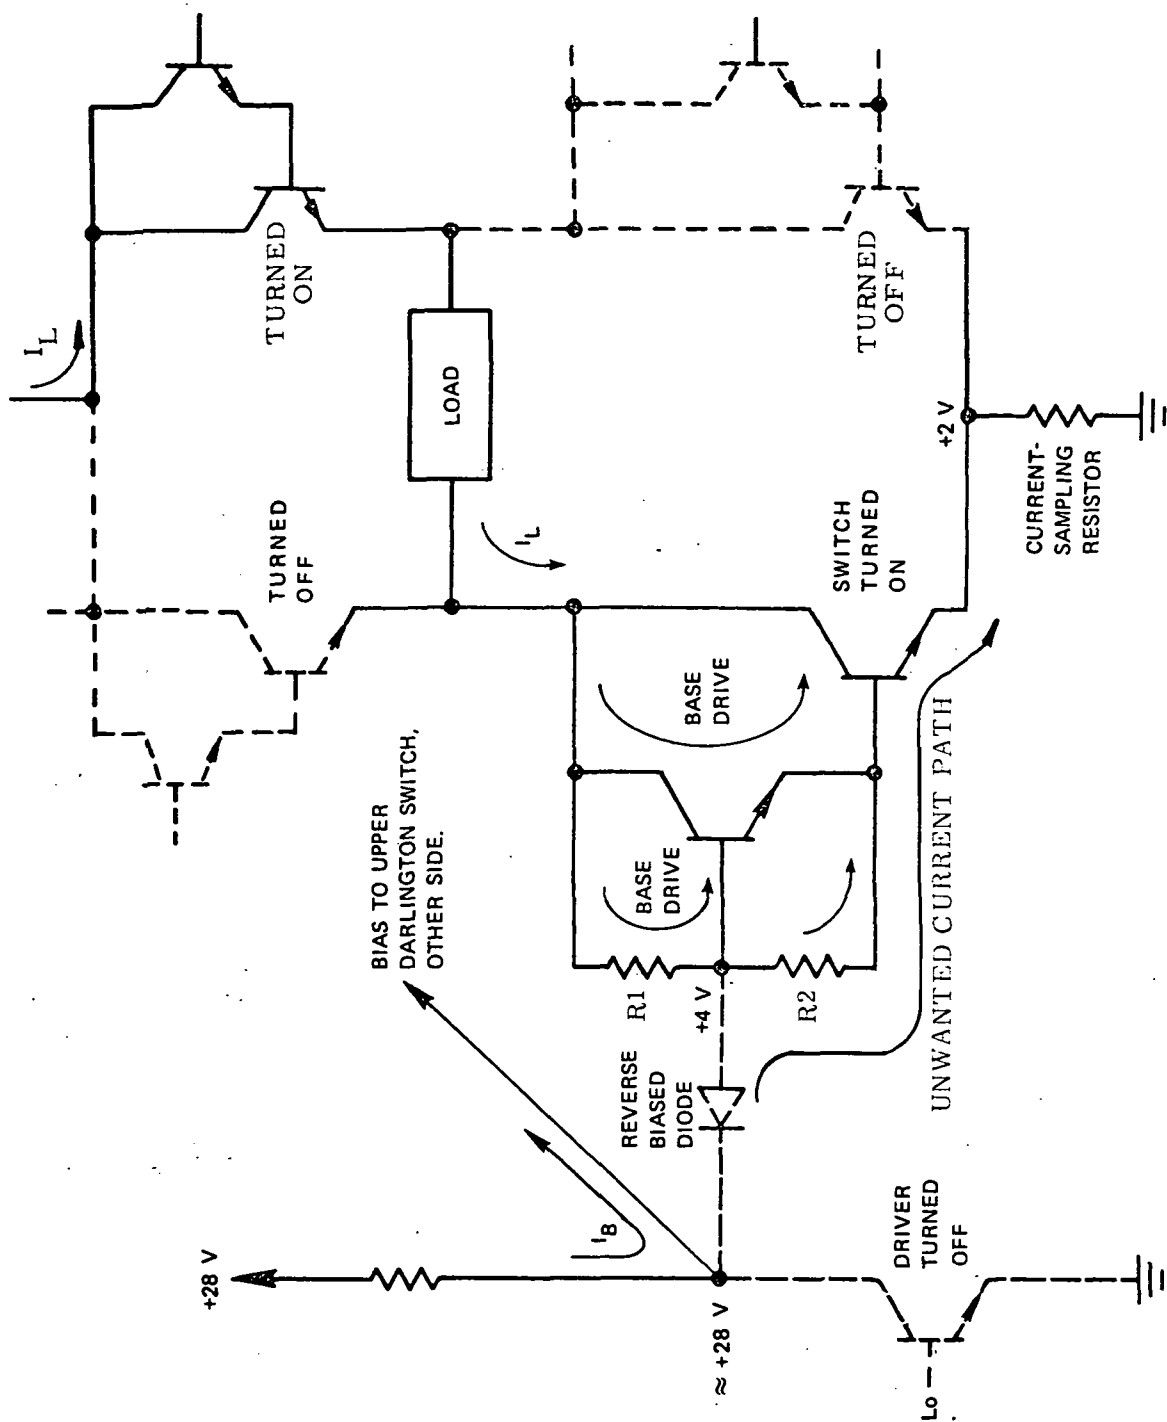 I_L
TURNED
ON
TURNED
OFF
LOAD
I_L
BIAS TO UPPER
DARLINGTON SWITCH,
OTHER SIDE.
+28 V
I_B
≈ +28 V
REVERSE
BIASED
DIODE
R1
+4 V
R2
BASE
DRIVE
BASE
DRIVE
SWITCH
TURNED
ON
TURNED
OFF
+2 V
CURRENT-
SAMPLING
RESISTOR
UNWANTED CURRENT PATH
DRIVER
TURNED
OFF
Lo